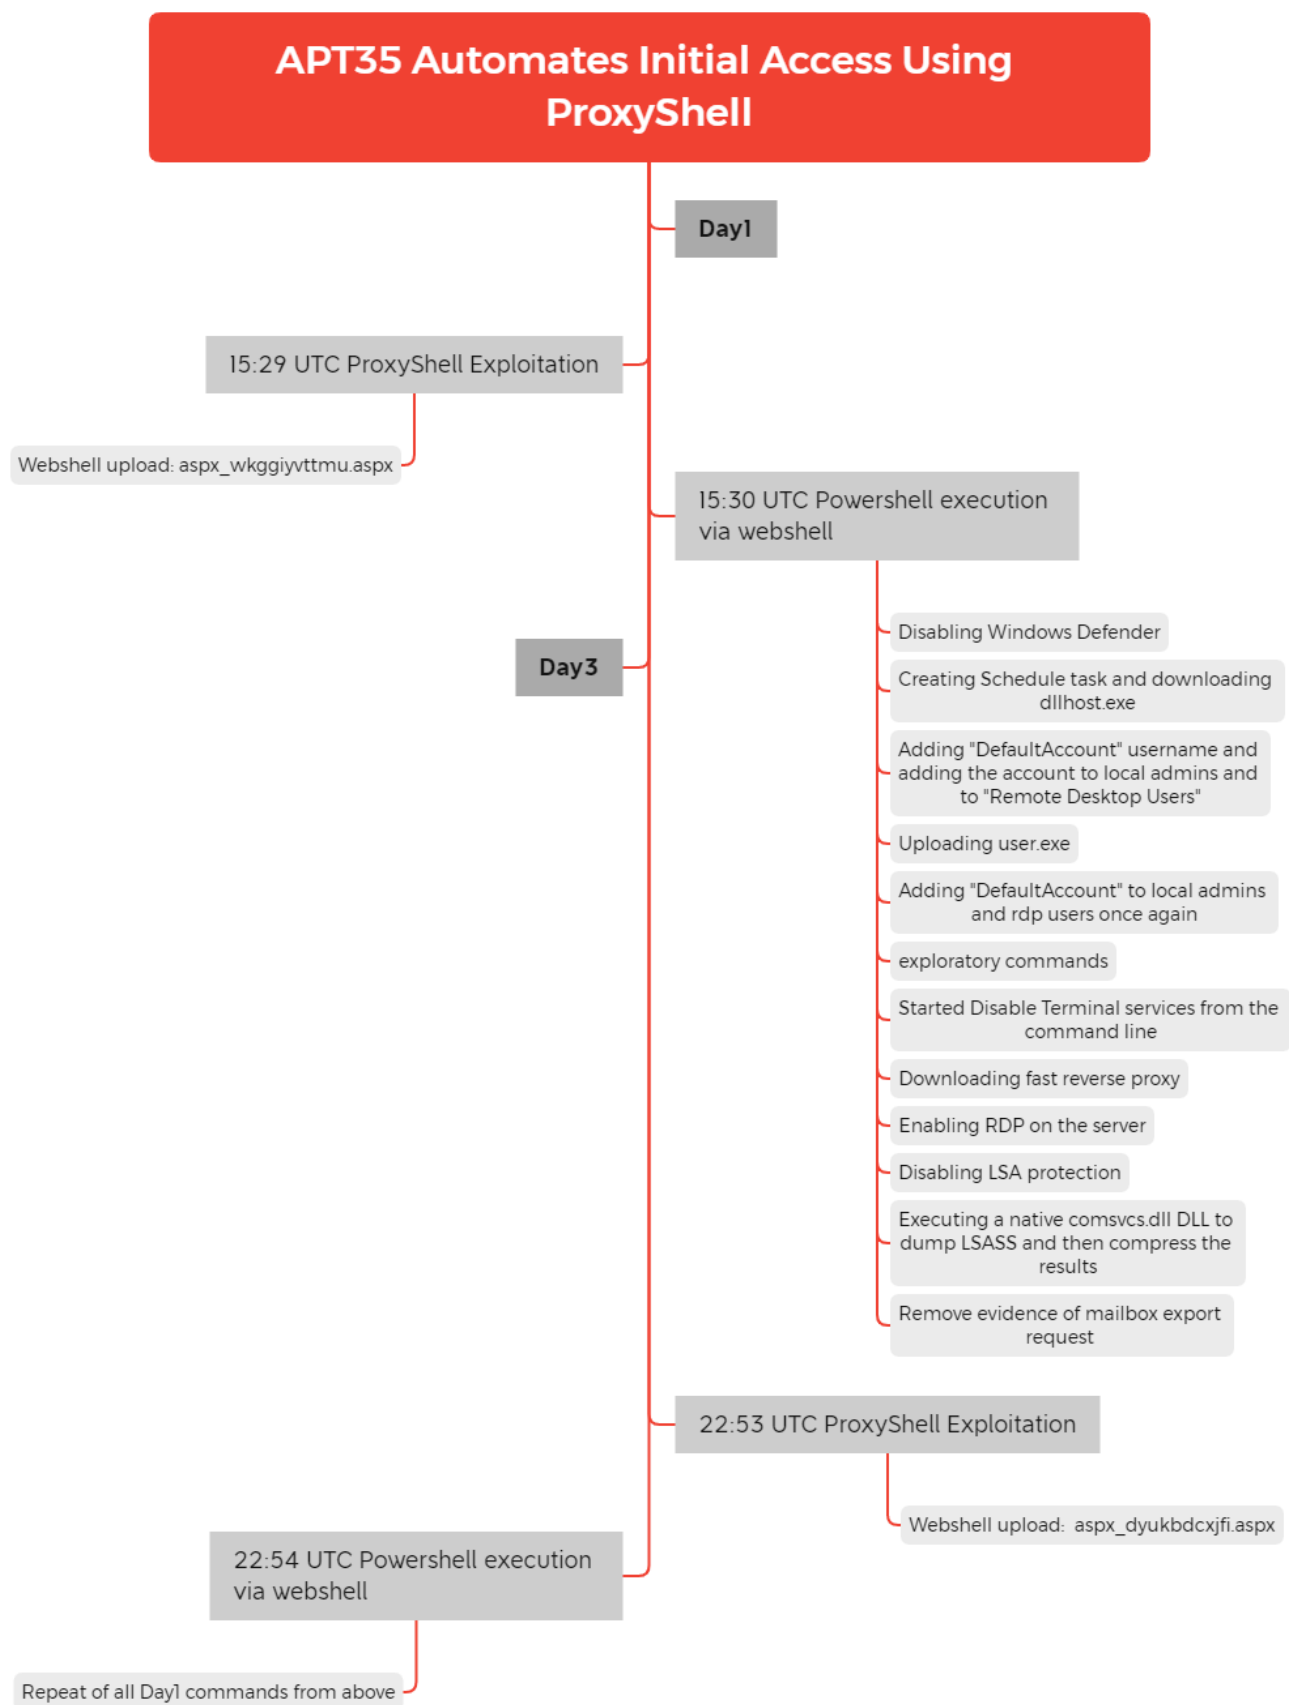 APT35 Automates Initial Access Using
ProxyShell
Day1
15:29 UTC ProxyShell Exploitation
Webshell upload: aspx_wkggiyvttmu.aspx
15:30 UTC Powershell execution
via webshell
Disabling Windows Defender
Creating Schedule task and downloading
dllhost.exe
Adding "DefaultAccount" username and
adding the account to local admins and
to "Remote Desktop Users"
Uploading user.exe
Adding "DefaultAccount" to local admins
and rdp users once again
exploratory commands
Started Disable Terminal services from the
command line
Downloading fast reverse proxy
Enabling RDP on the server
Disabling LSA protection
Executing a native comsvcs.dll DLL to
dump LSASS and then compress the
results
Remove evidence of mailbox export
request
Day3
22:53 UTC ProxyShell Exploitation
Webshell upload: aspx_dyukbdcxjfi.aspx
22:54 UTC Powershell execution
via webshell
Repeat of all Day1 commands from above